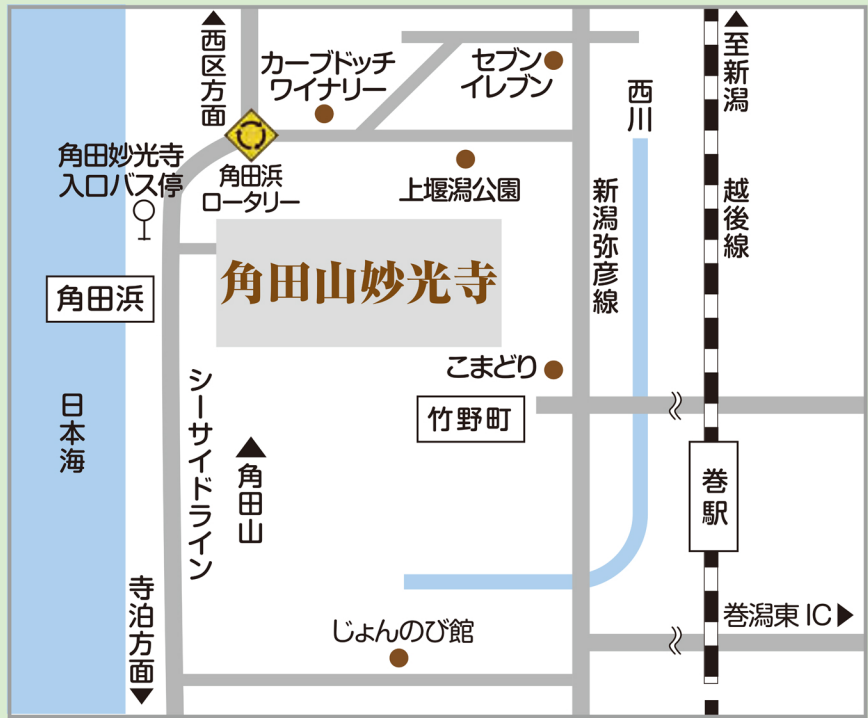 ▲西区方面
カーブドッチ
ワイナリー
セブン
イレブン
▲至新潟
西川
角田妙光寺
入口バス停
角田浜
ロータリー
上堰潟公園
新潟弥彦線
越後線
角田浜
角田山妙光寺
こまどり
竹野町
日本海
シーサイドライン
▲角田山
巻駅
寺泊方面▼
じょんのび館
巻潟東 IC▶